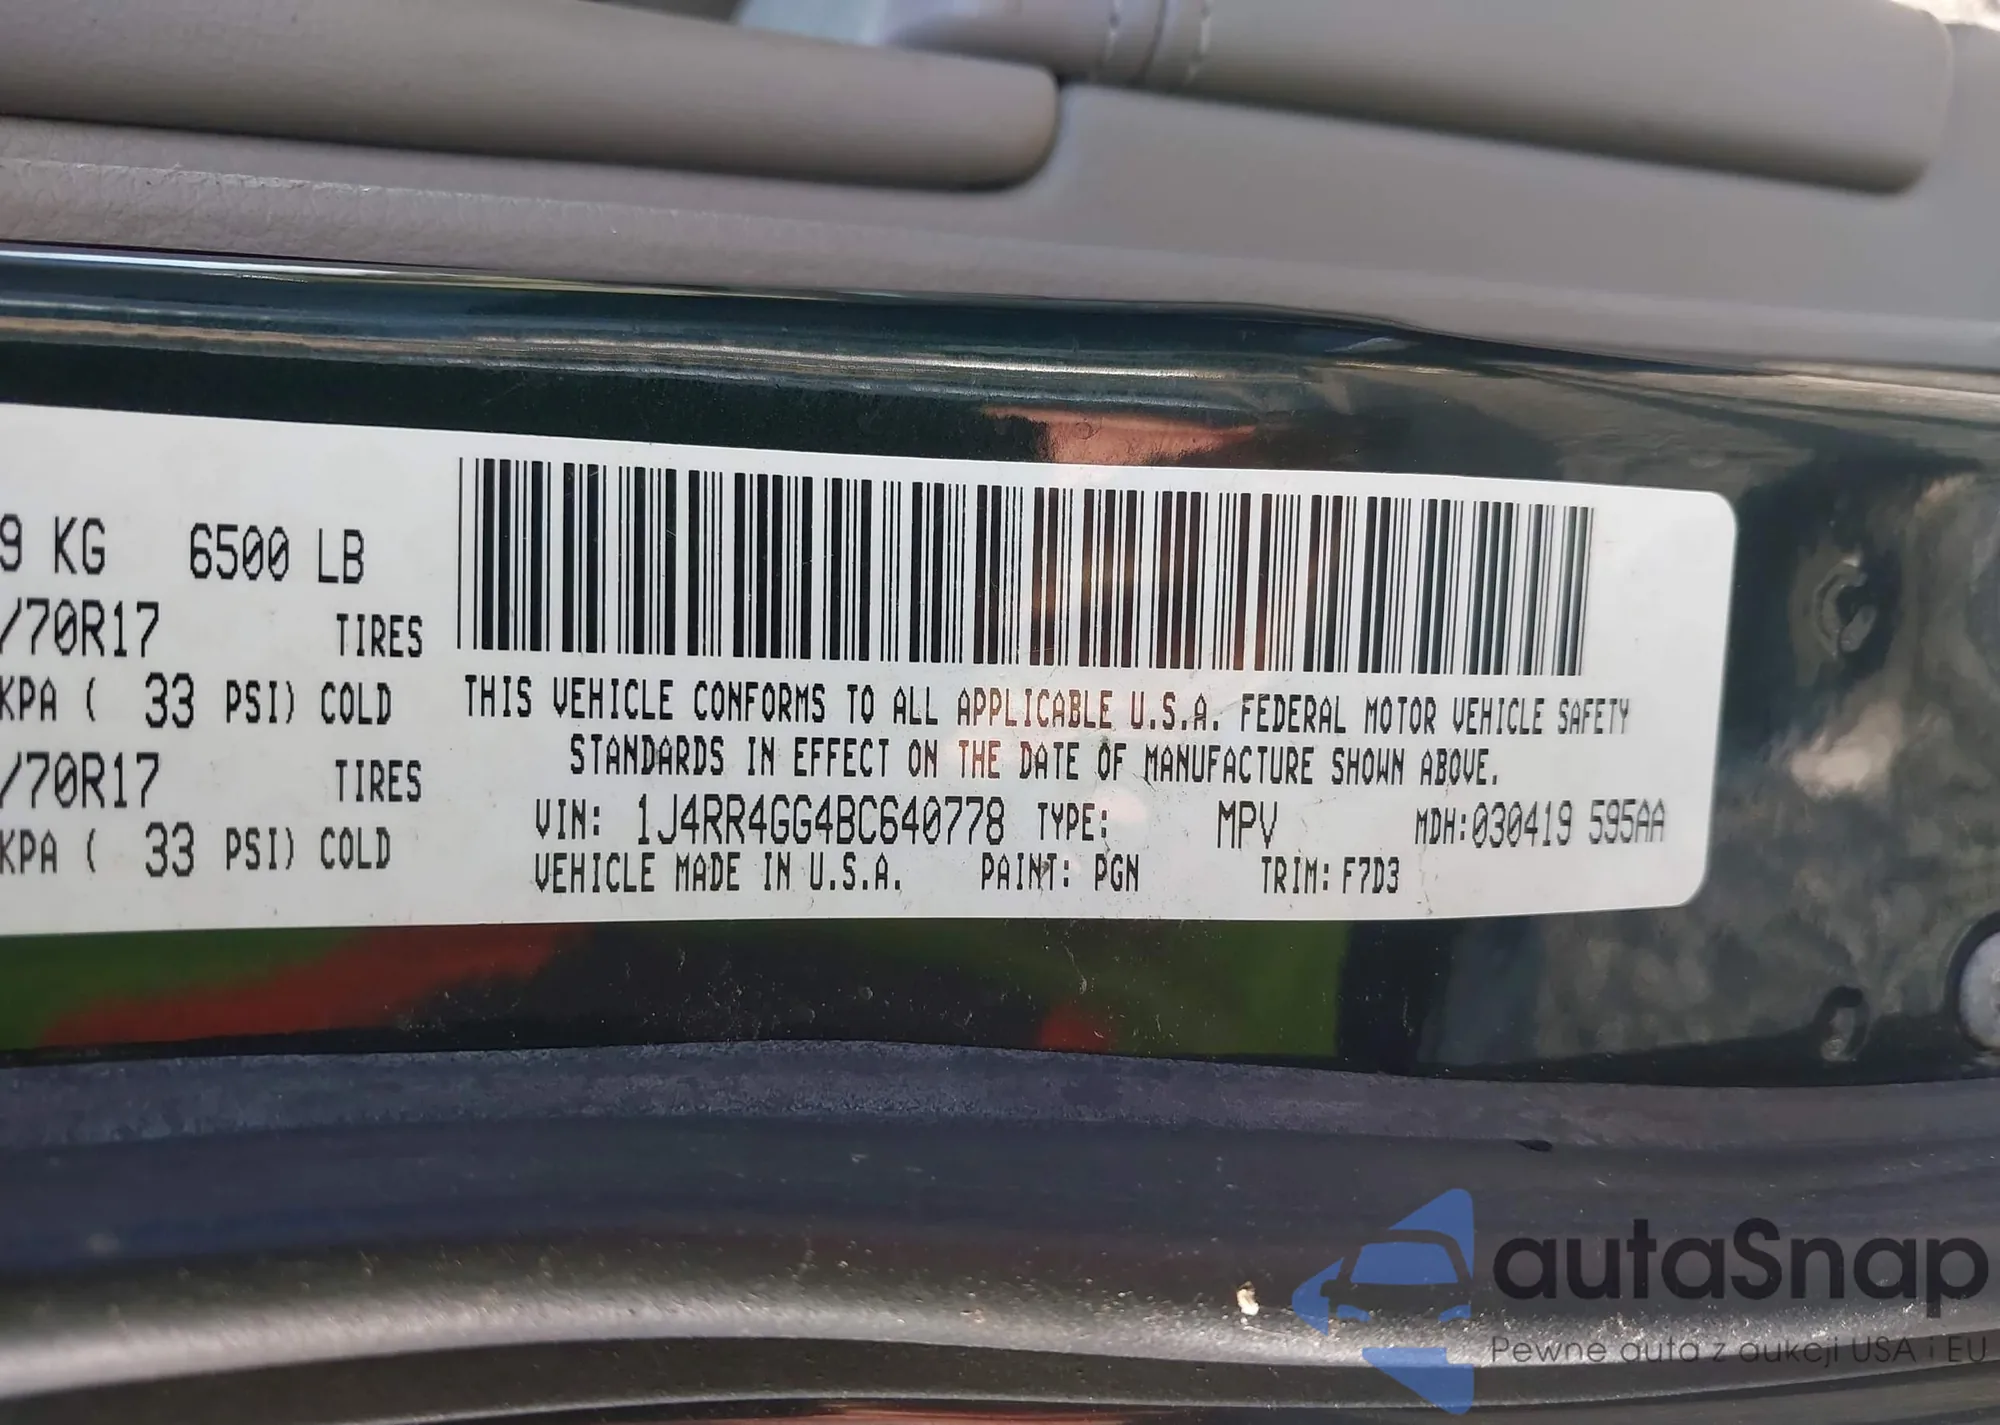 9 KG 6500 LB
/70R17 TIRES
KPA ( 33 PSI) COLD
/70R17 TIRES
KPA ( 33 PSI) COLD
THIS VEHICLE CONFORMS TO ALL APPLICABLE U.S.A. FEDERAL MOTOR VEHICLE SAFETY
STANDARDS IN EFFECT ON THE DATE OF MANUFACTURE SHOWN ABOVE.
VIN: 1J4RR4GG4BC640778 TYPE: MPV MDH:030419 595AA
VEHICLE MADE IN U.S.A. PAINT: PGN TRIM: F7D3
autaSnap
Pewne auta z aukcji USA i EU